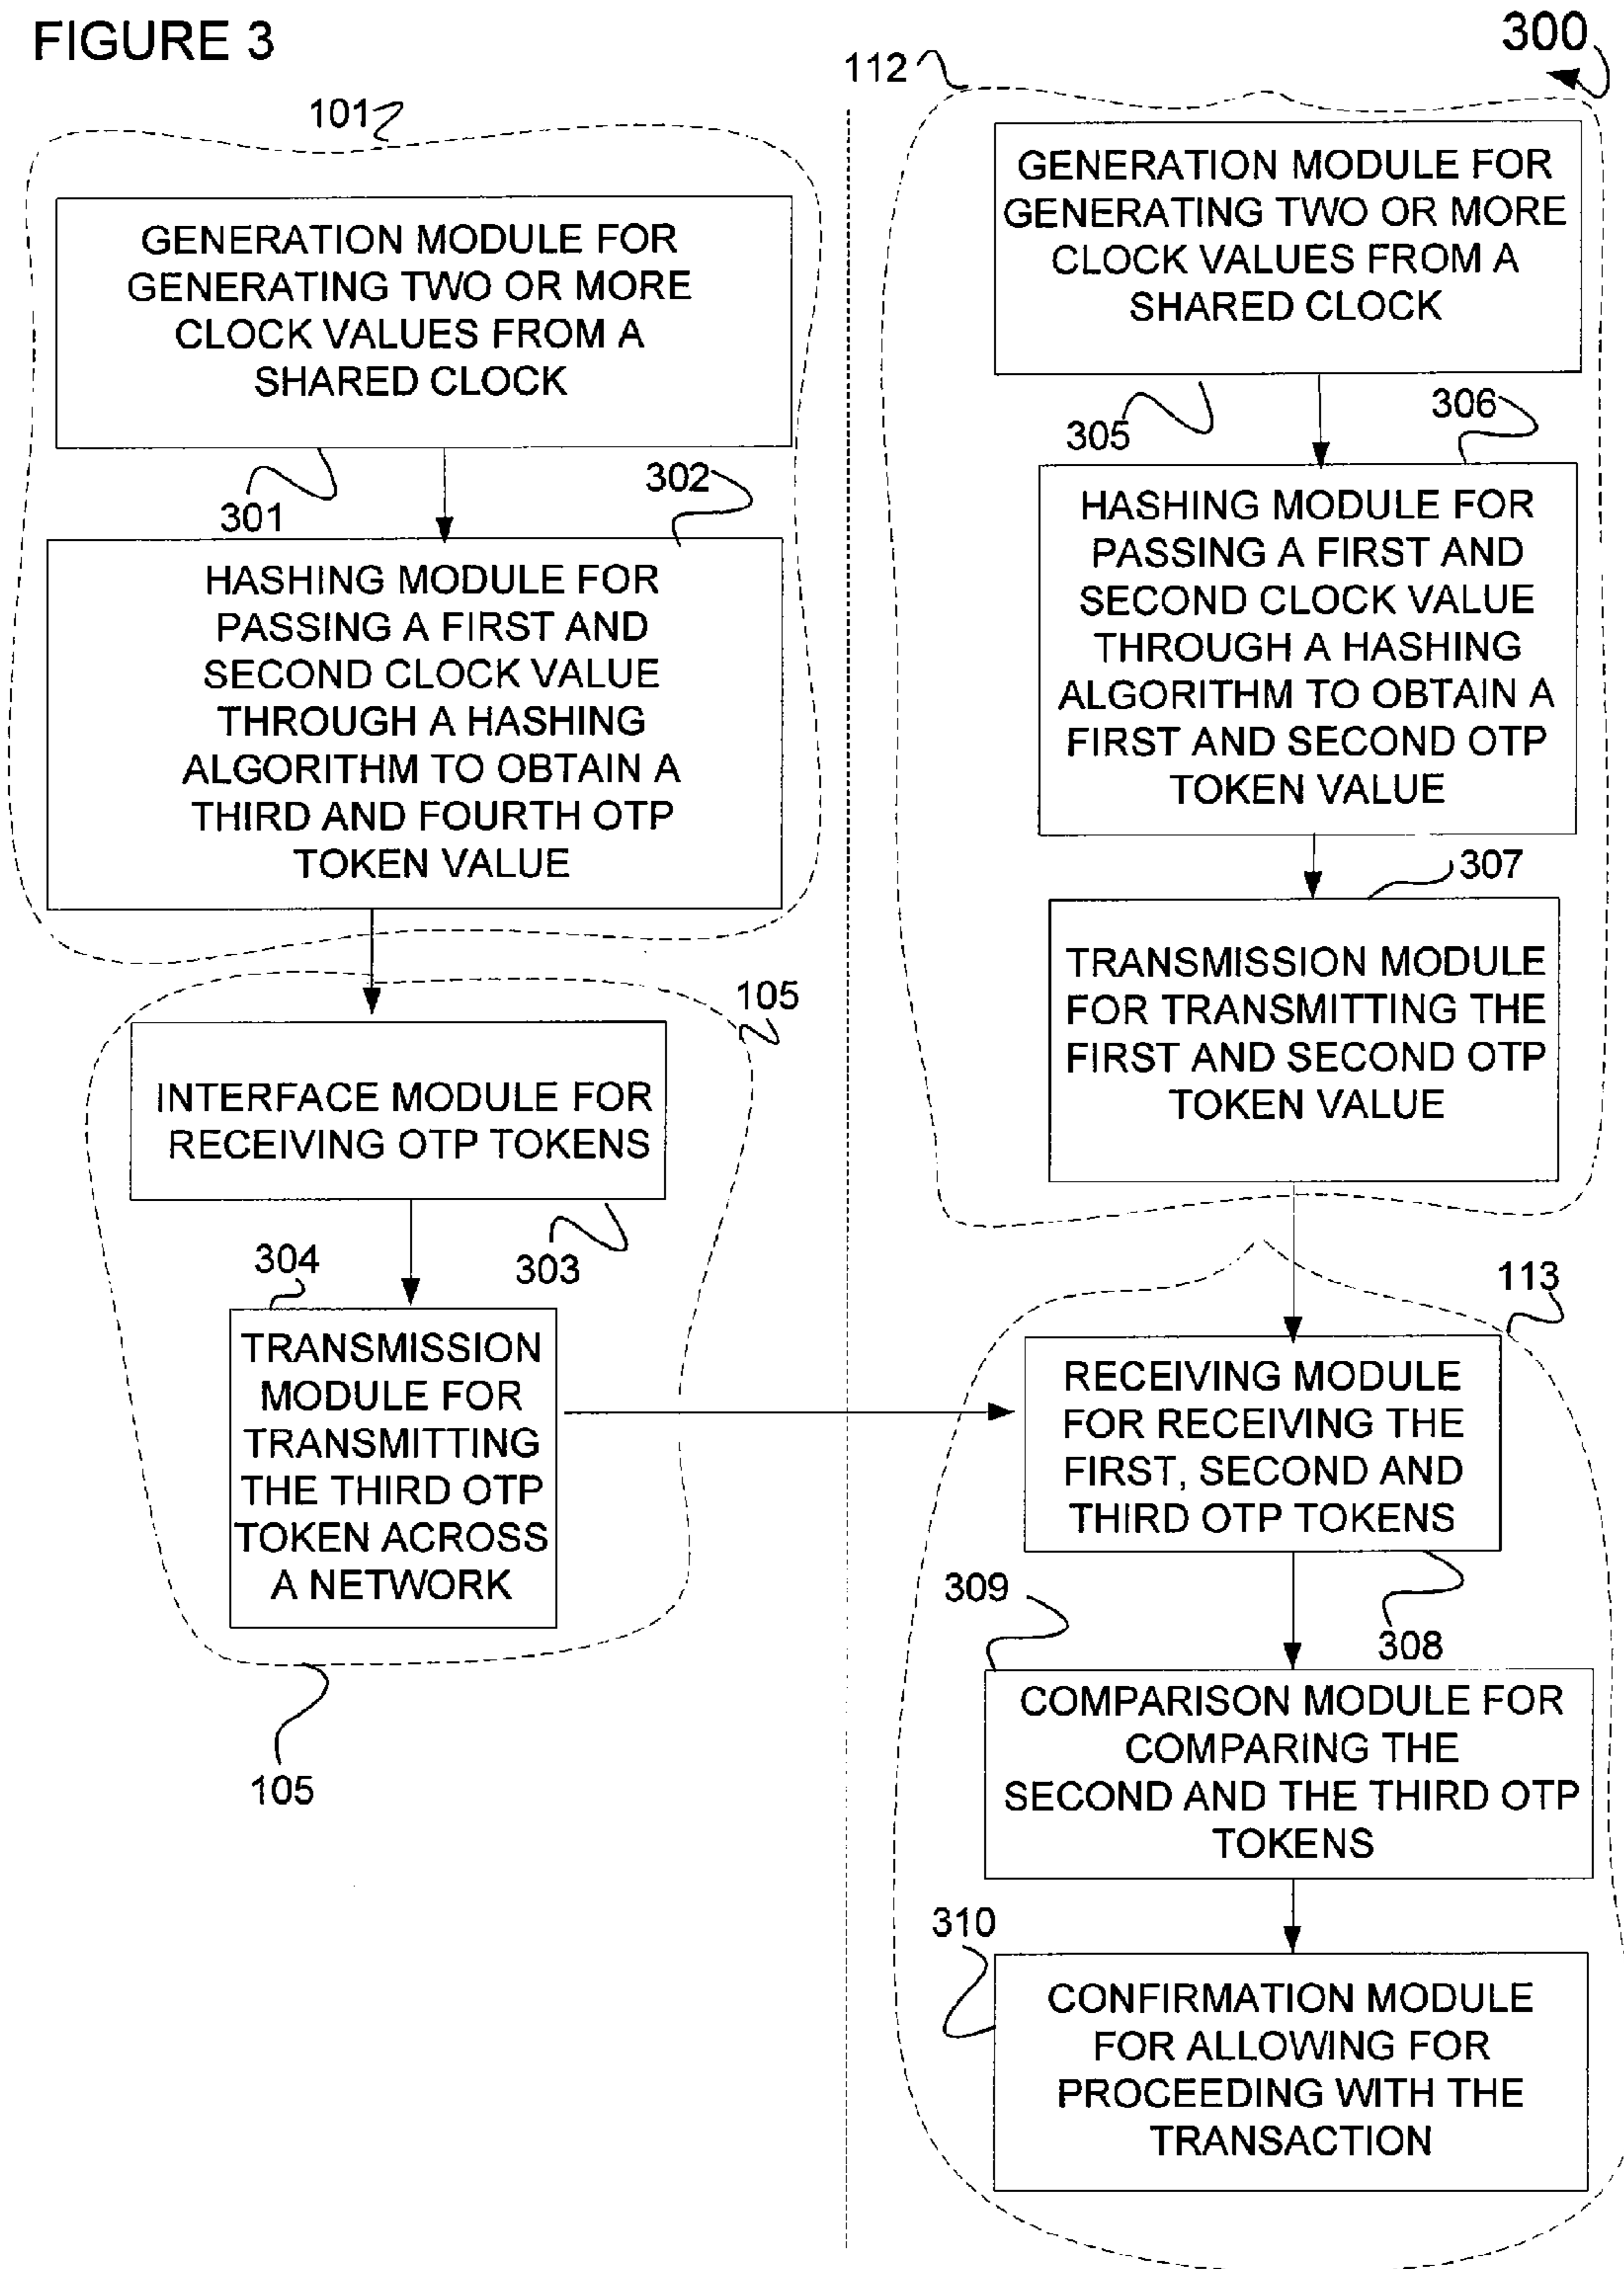 FIGURE 3
300
112
101
GENERATION MODULE FOR
GENERATING TWO OR MORE
CLOCK VALUES FROM A
SHARED CLOCK
301
302
HASHING MODULE FOR
PASSING A FIRST AND
SECOND CLOCK VALUE
THROUGH A HASHING
ALGORITHM TO OBTAIN A
THIRD AND FOURTH OTP
TOKEN VALUE
105
INTERFACE MODULE FOR
RECEIVING OTP TOKENS
303
304
TRANSMISSION
MODULE FOR
TRANSMITTING
THE THIRD OTP
TOKEN ACROSS
A NETWORK
105
GENERATION MODULE FOR
GENERATING TWO OR MORE
CLOCK VALUES FROM A
SHARED CLOCK
305
306
HASHING MODULE FOR
PASSING A FIRST AND
SECOND CLOCK VALUE
THROUGH A HASHING
ALGORITHM TO OBTAIN A
FIRST AND SECOND OTP
TOKEN VALUE
307
TRANSMISSION MODULE
FOR TRANSMITTING THE
FIRST AND SECOND OTP
TOKEN VALUE
113
RECEIVING MODULE
FOR RECEIVING THE
FIRST, SECOND AND
THIRD OTP TOKENS
308
309
COMPARISON MODULE FOR
COMPARING THE
SECOND AND THE THIRD OTP
TOKENS
310
CONFIRMATION MODULE
FOR ALLOWING FOR
PROCEEDING WITH THE
TRANSACTION